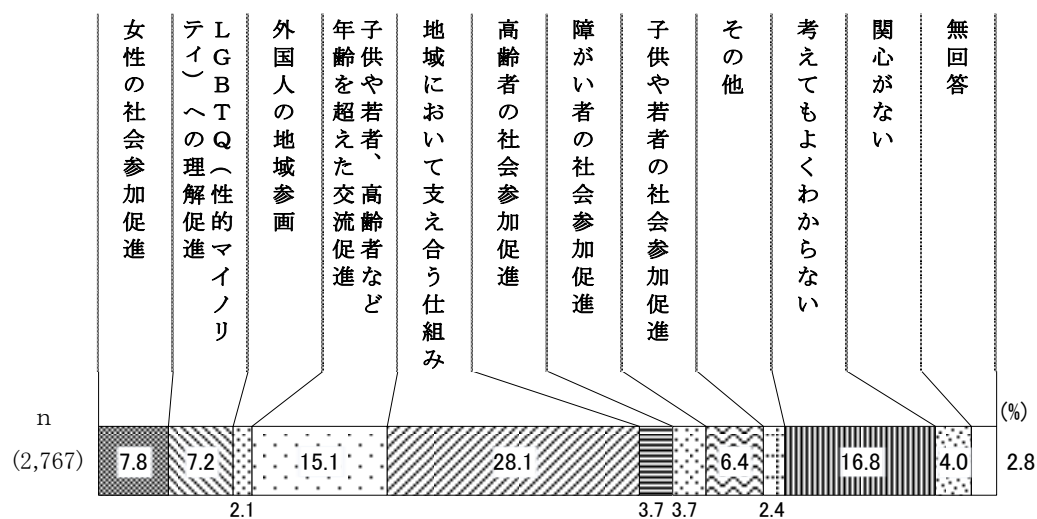 女性の社会参加促進
LGBTQ(性的マイノリ
ティ)への理解促進
外国人の地域参画
子供や若者、高齢者など
年齢を超えた交流促進
地域において支え合う仕組み
高齢者の社会参加促進
障がい者の社会参加促進
子供や若者の社会参加促進
その他
考えてもよくわからない
関心がない
無回答
(%)
n
(2,767)
7.8
7.2
2.1
15.1
28.1
3.7
3.7
6.4
2.4
16.8
4.0
2.8